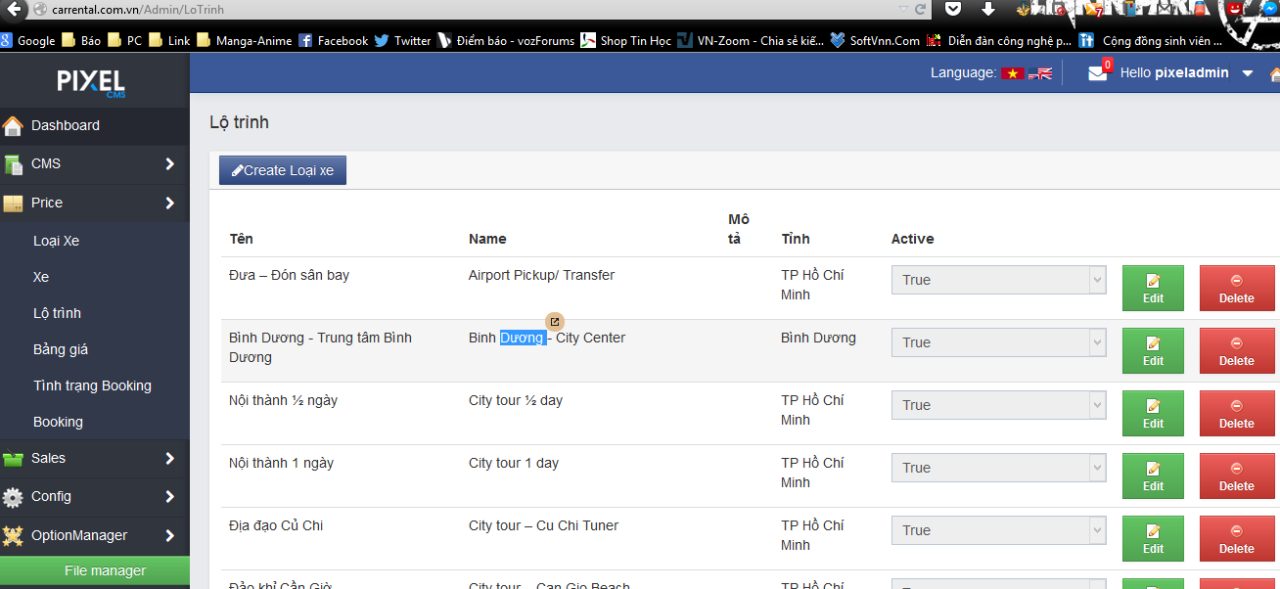 carrental.com.vn/Admin/LoTrinh
Google Báo PC Link Manga-Anime Facebook Twitter Điểm báo - vozForums Shop Tin Học VN-Zoom - Chia sẻ kiế... SoftVnn.Com Diễn đàn công nghệ p... Cộng đồng sinh viên ...
PIXEL
CMS
Language: 0 Hello pixeladmin
Dashboard
CMS
Price
Loại Xe
Xe
Lộ trình
Bảng giá
Tình trạng Booking
Booking
Sales
Config
OptionManager
File manager
Lộ trinh
Create Loại xe
Tên Name Mô tả Tỉnh Active
Đưa – Đón sân bay Airport Pickup/ Transfer TP Hồ Chí
Minh True Edit Delete
Bình Dương - Trung tâm Bình
Dương Binh Dương - City Center Bình Dương True Edit Delete
Nội thành ½ ngày City tour ½ day TP Hồ Chí
Minh True Edit Delete
Nội thành 1 ngày City tour 1 day TP Hồ Chí
Minh True Edit Delete
Địa đạo Củ Chi City tour – Cu Chi Tuner TP Hồ Chí
Minh True Edit Delete
Đảo khỉ Cần Giờ City tour – Can Gio Beach TP Hồ Chí